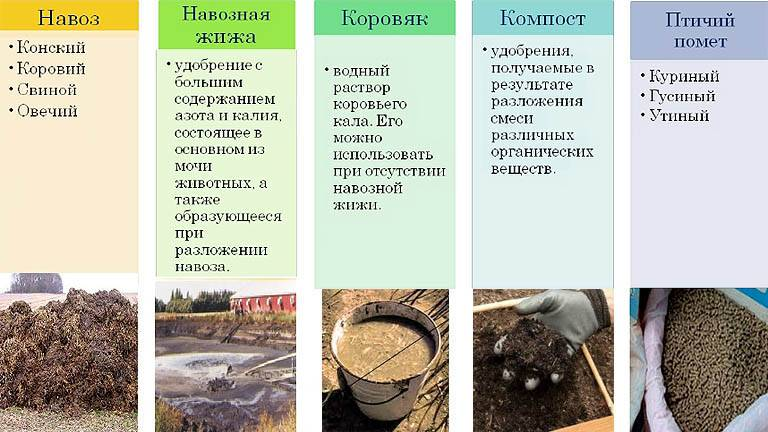 Навоз
• Конский
• Коровий
• Свиной
• Овечий
Навозная
жижа
• удобрение с
большим
содержанием
азота и калия,
состоящее в
основном из
мочи
животных, а
также
образующееся
при
разложении
навоза.
Коровяк
• водный
раствор
коровьего
кала. Его
можно
использовать
при отсутствии
навозной
жижи.
Компост
• удобрения,
получаемые в
результате
разложения
смеси
различных
органических
веществ.
Птичий
помет
• Куриный
• Гусиный
• Утиный